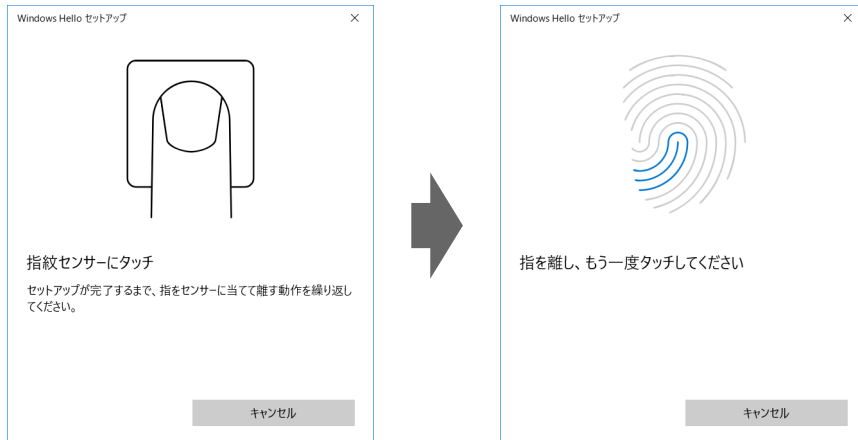 Windows Hello セットアップ
指紋センサーにタッチ
セットアップが完了するまで、指をセンサーに当てて離す動作を繰り返し
てください。
キャンセル
Windows Hello セットアップ
指を離し、もう一度タッチしてください
キャンセル